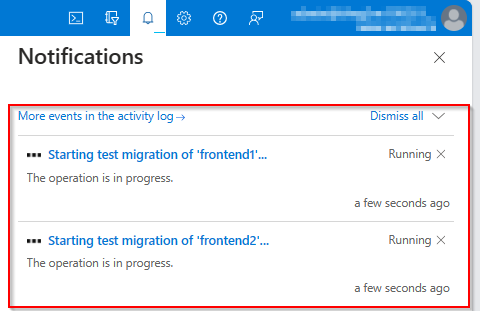 Notifications
More events in the activity log →
Dismiss all
Starting test migration of 'frontend1'...
Running
The operation is in progress.
a few seconds ago
Starting test migration of 'frontend2'...
Running
The operation is in progress.
a few seconds ago